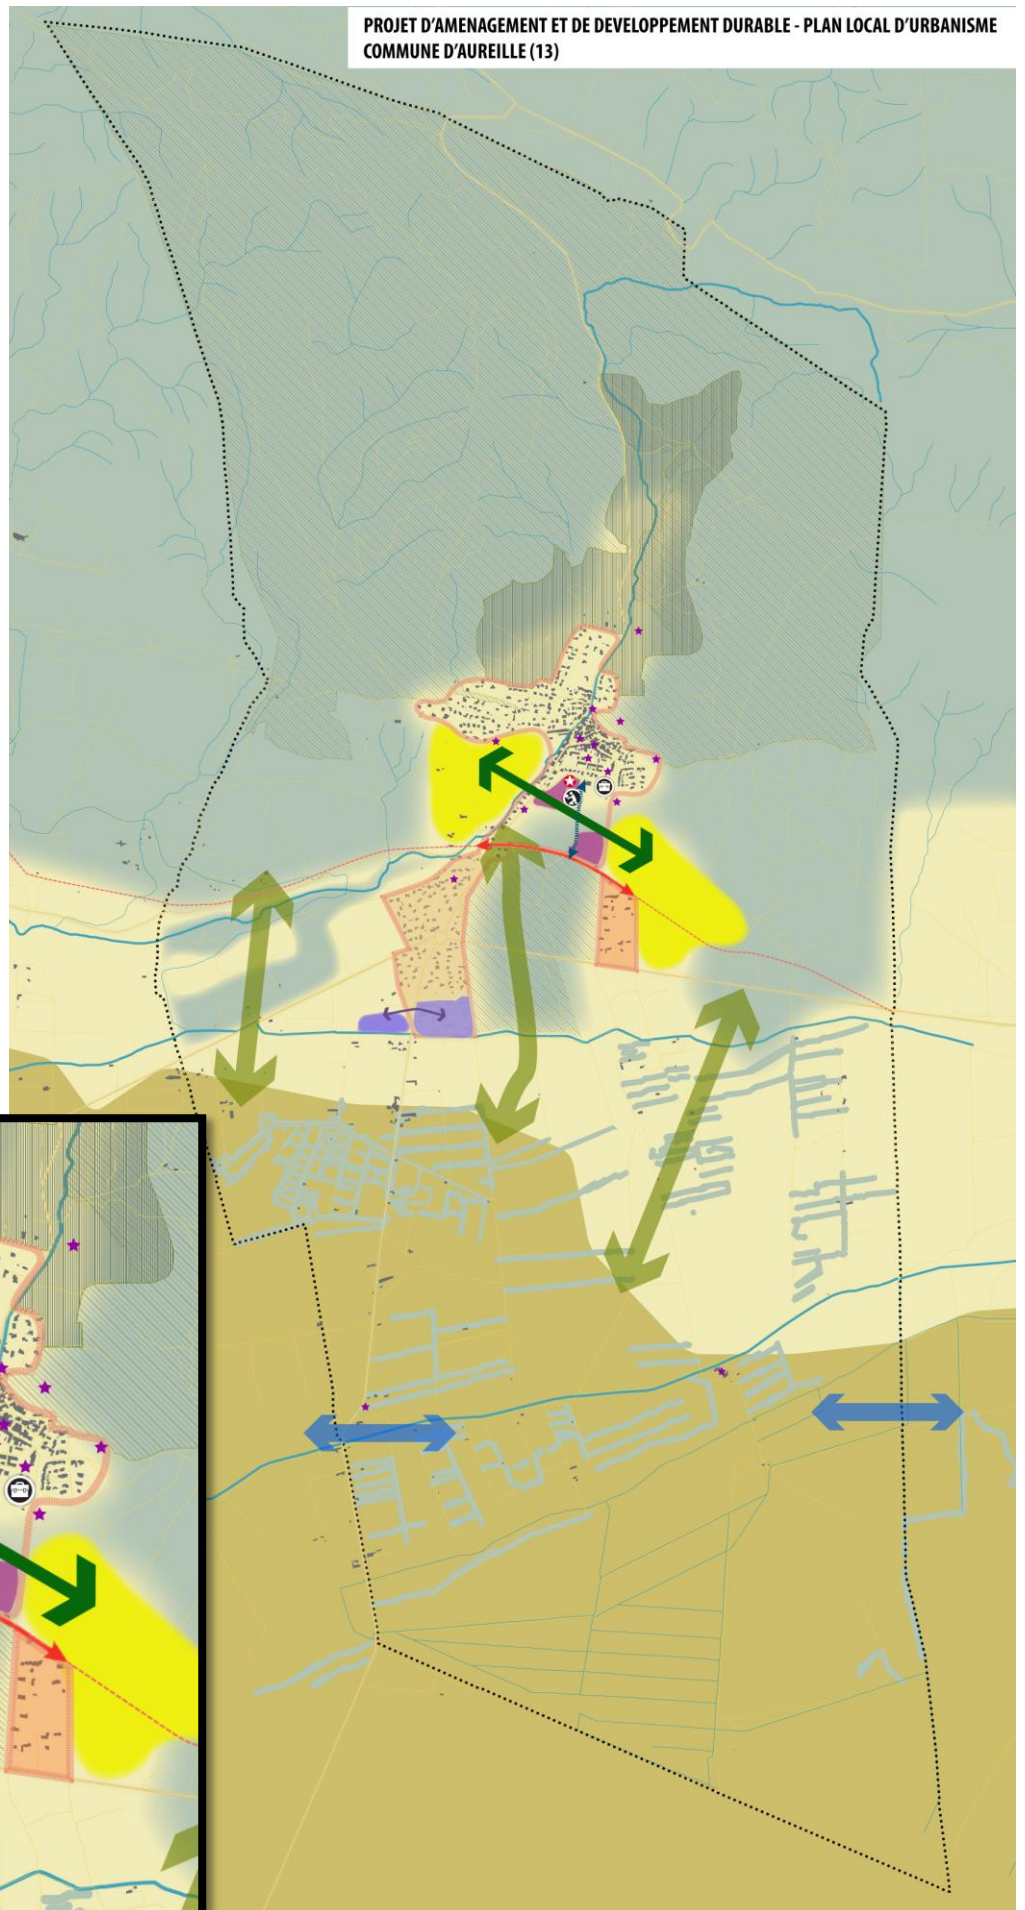 PROJET D'AMENAGEMENT ET DE DEVELOPPEMENT DURABLE - PLAN LOCAL D'URBANISME
COMMUNE D'AUREILLE (13)